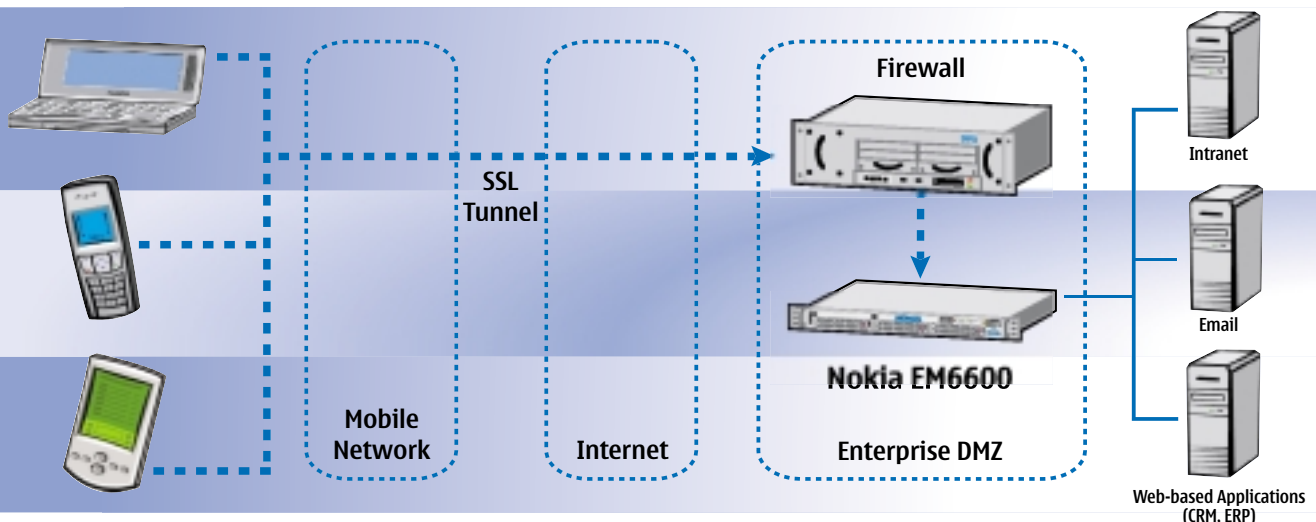 Firewall
Intranet
SSL
Tunnel
Email
Nokia EM6600
Mobile
Network
Internet
Enterprise DMZ
Web-based Applications
(CRM, ERP)